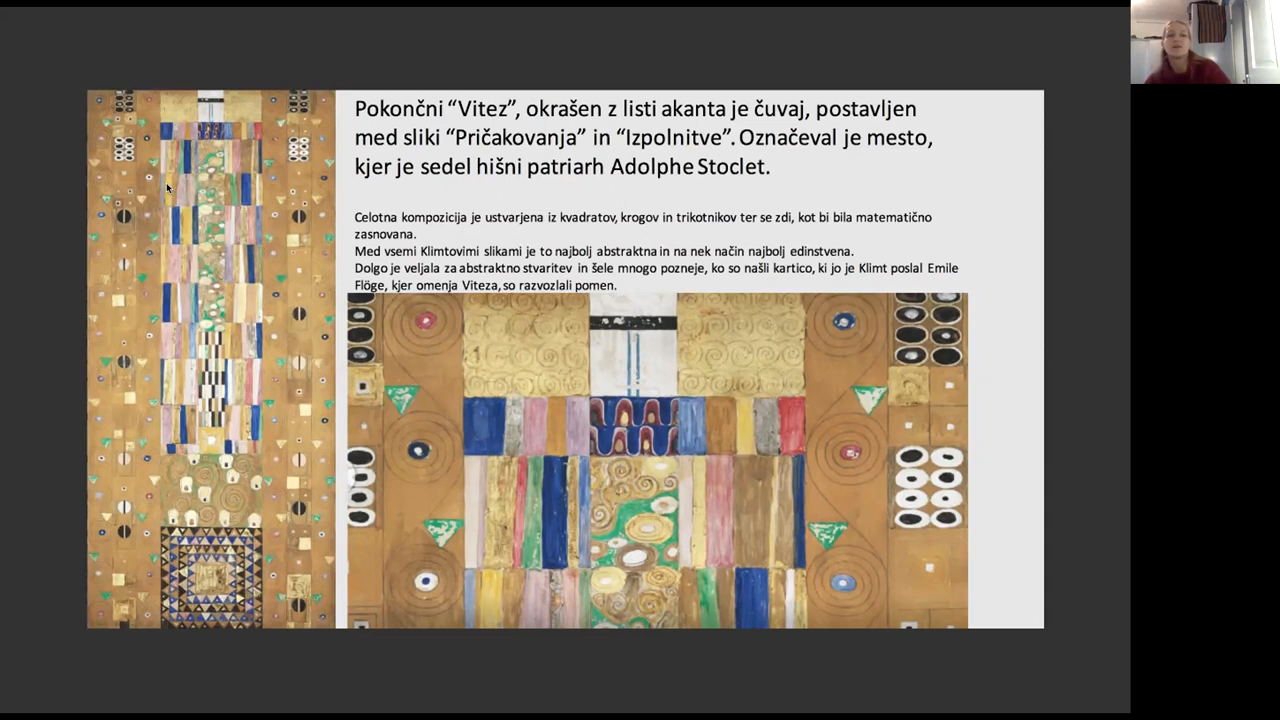 Pokončni “Vitez”, okrašen z listi akanta je čuvaj, postavljen
med sliki “Pričakovanja” in “Izpolnitve”. Označeval je mesto,
kjer je sedel hišni patriarh Adolphe Stoclet.
Celotna kompozicija je ustvarjena iz kvadratov, krogov in trikotnikov ter se zdi, kot bi bila matematično
zasnovana.
Med vsemi Klimtovimi slikami je to najbolj abstraktna in na nek način najbolj edinstvena.
Dolgo je veljala za abstraktno stvaritev in šele mnogo pozneje, ko so našli kartico, ki jo je Klimt poslal Emile
Flöge, kjer omenja Viteza, so razvozlali pomen.